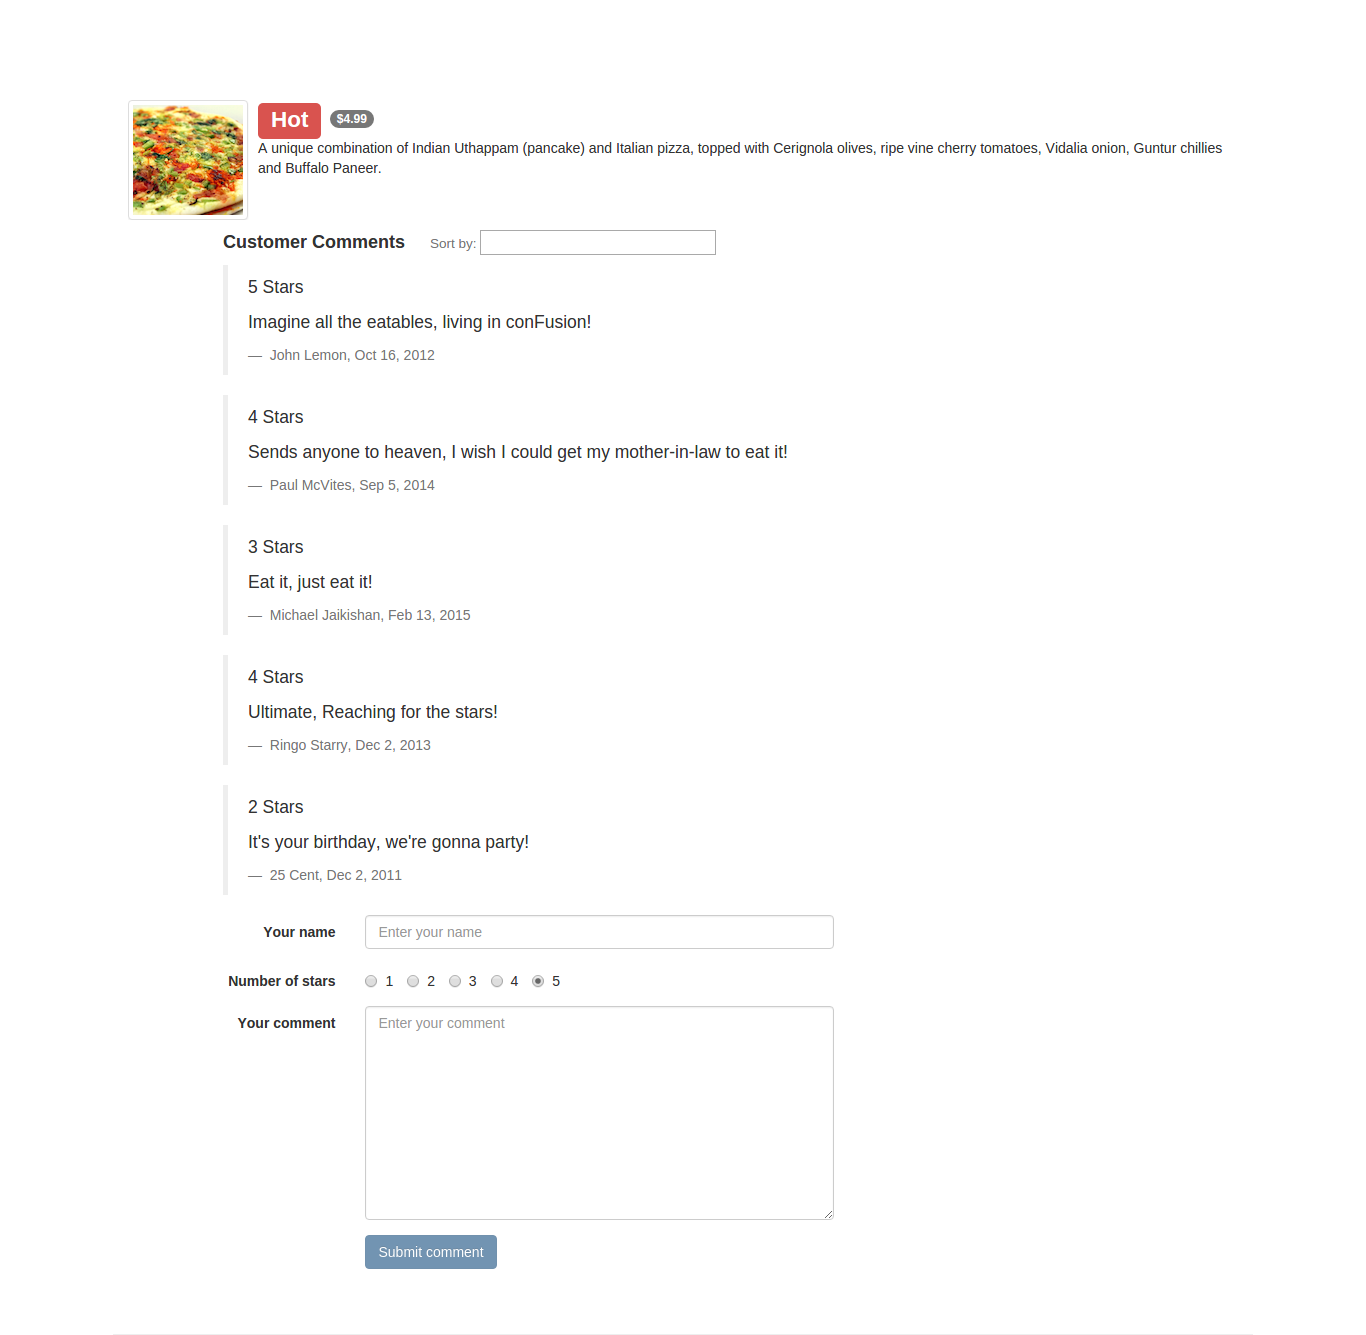 Hot $4.99
A unique combination of Indian Uthappam (pancake) and Italian pizza, topped with Cerignola olives, ripe vine cherry tomatoes, Vidalia onion, Guntur chillies
and Buffalo Paneer.
Customer Comments Sort by:
5 Stars
Imagine all the eatables, living in conFusion!
— John Lemon, Oct 16, 2012
4 Stars
Sends anyone to heaven, I wish I could get my mother-in-law to eat it!
— Paul McVites, Sep 5, 2014
3 Stars
Eat it, just eat it!
— Michael Jaikishan, Feb 13, 2015
4 Stars
Ultimate, Reaching for the stars!
— Ringo Starry, Dec 2, 2013
2 Stars
It's your birthday, we're gonna party!
— 25 Cent, Dec 2, 2011
Your name Enter your name
Number of stars 1 2 3 4 5
Your comment Enter your comment
Submit comment